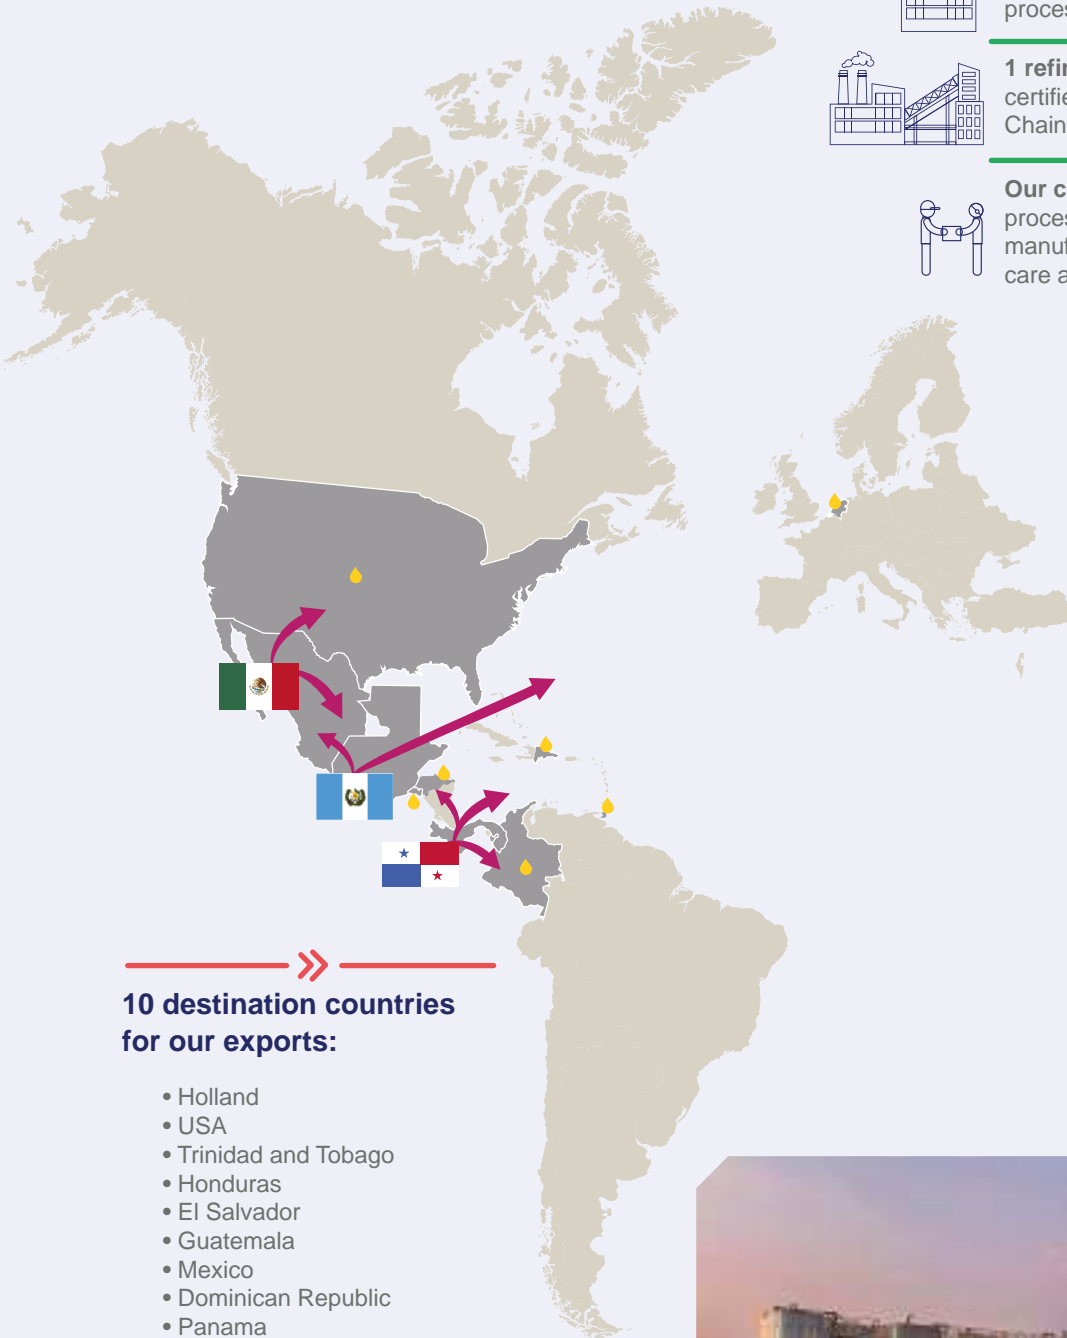 proces
1 refin
certifie
Chain
Our c
proces
manuf
care a
10 destination countries
for our exports:
• Holland
• USA
• Trinidad and Tobago
• Honduras
• El Salvador
• Guatemala
• Mexico
• Dominican Republic
• Panama